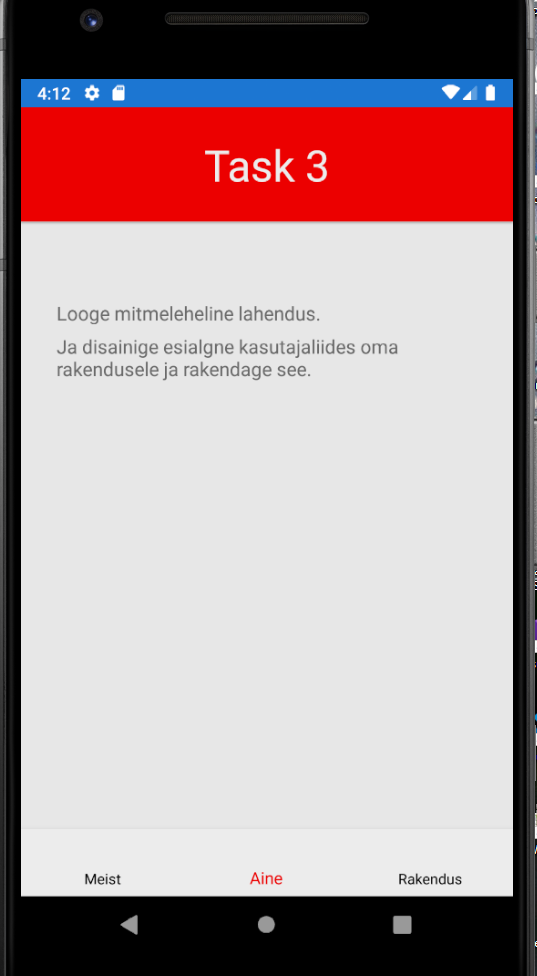 4:12
Task 3
Looge mitmeleheline lahendus.
Ja disainige esialgne kasutajaliides oma
rakendusele ja rakendage see.
Meist
Aine
Rakendus